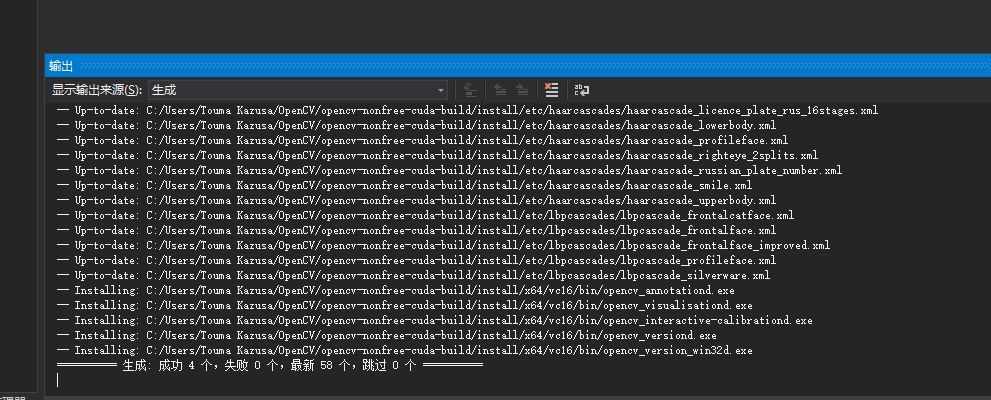 输出
显示输出来源(S): 生成
— Up-to-date: C:/Users/Touma Kazusa/OpenCV/opencv-nonfree-cuda-build/install/etc/haarcascades/haarcascade_licence_plate_rus_16stages.xml
— Up-to-date: C:/Users/Touma Kazusa/OpenCV/opencv-nonfree-cuda-build/install/etc/haarcascades/haarcascade_lowerbody.xml
— Up-to-date: C:/Users/Touma Kazusa/OpenCV/opencv-nonfree-cuda-build/install/etc/haarcascades/haarcascade_profileface.xml
— Up-to-date: C:/Users/Touma Kazusa/OpenCV/opencv-nonfree-cuda-build/install/etc/haarcascades/haarcascade_righteye_2splits.xml
— Up-to-date: C:/Users/Touma Kazusa/OpenCV/opencv-nonfree-cuda-build/install/etc/haarcascades/haarcascade_russian_plate_number.xml
— Up-to-date: C:/Users/Touma Kazusa/OpenCV/opencv-nonfree-cuda-build/install/etc/haarcascades/haarcascade_smile.xml
— Up-to-date: C:/Users/Touma Kazusa/OpenCV/opencv-nonfree-cuda-build/install/etc/haarcascades/haarcascade_upperbody.xml
— Up-to-date: C:/Users/Touma Kazusa/OpenCV/opencv-nonfree-cuda-build/install/etc/lbpcascades/lbpcascade_frontalcatface.xml
— Up-to-date: C:/Users/Touma Kazusa/OpenCV/opencv-nonfree-cuda-build/install/etc/lbpcascades/lbpcascade_frontalface.xml
— Up-to-date: C:/Users/Touma Kazusa/OpenCV/opencv-nonfree-cuda-build/install/etc/lbpcascades/lbpcascade_frontalface_improved.xml
— Up-to-date: C:/Users/Touma Kazusa/OpenCV/opencv-nonfree-cuda-build/install/etc/lbpcascades/lbpcascade_profileface.xml
— Up-to-date: C:/Users/Touma Kazusa/OpenCV/opencv-nonfree-cuda-build/install/etc/lbpcascades/lbpcascade_silverware.xml
— Installing: C:/Users/Touma Kazusa/OpenCV/opencv-nonfree-cuda-build/install/x64/vc16/bin/opencv_annotationd.exe
— Installing: C:/Users/Touma Kazusa/OpenCV/opencv-nonfree-cuda-build/install/x64/vc16/bin/opencv_visualisationd.exe
— Installing: C:/Users/Touma Kazusa/OpenCV/opencv-nonfree-cuda-build/install/x64/vc16/bin/opencv_interactive-calibrationd.exe
— Installing: C:/Users/Touma Kazusa/OpenCV/opencv-nonfree-cuda-build/install/x64/vc16/bin/opencv_versiond.exe
— Installing: C:/Users/Touma Kazusa/OpenCV/opencv-nonfree-cuda-build/install/x64/vc16/bin/opencv_version_win32d.exe
========== 生成: 成功 4 个，失败 0 个，最新 58 个，跳过 0 个 ==========